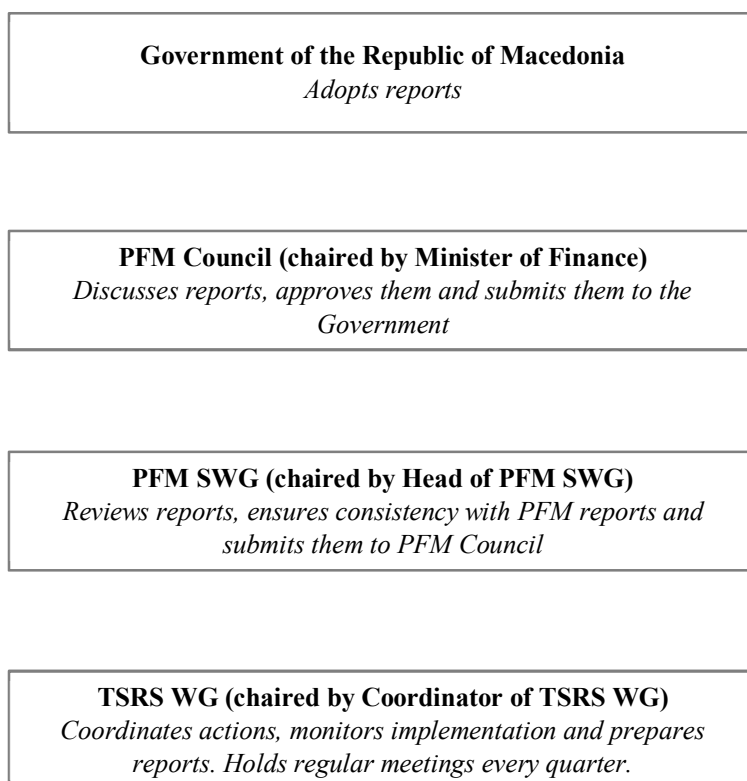 Government of the Republic of Macedonia
Adopts reports
PFM Council (chaired by Minister of Finance)
Discusses reports, approves them and submits them to the
Government
PFM SWG (chaired by Head of PFM SWG)
Reviews reports, ensures consistency with PFM reports and
submits them to PFM Council
TSRS WG (chaired by Coordinator of TSRS WG)
Coordinates actions, monitors implementation and prepares
reports. Holds regular meetings every quarter.